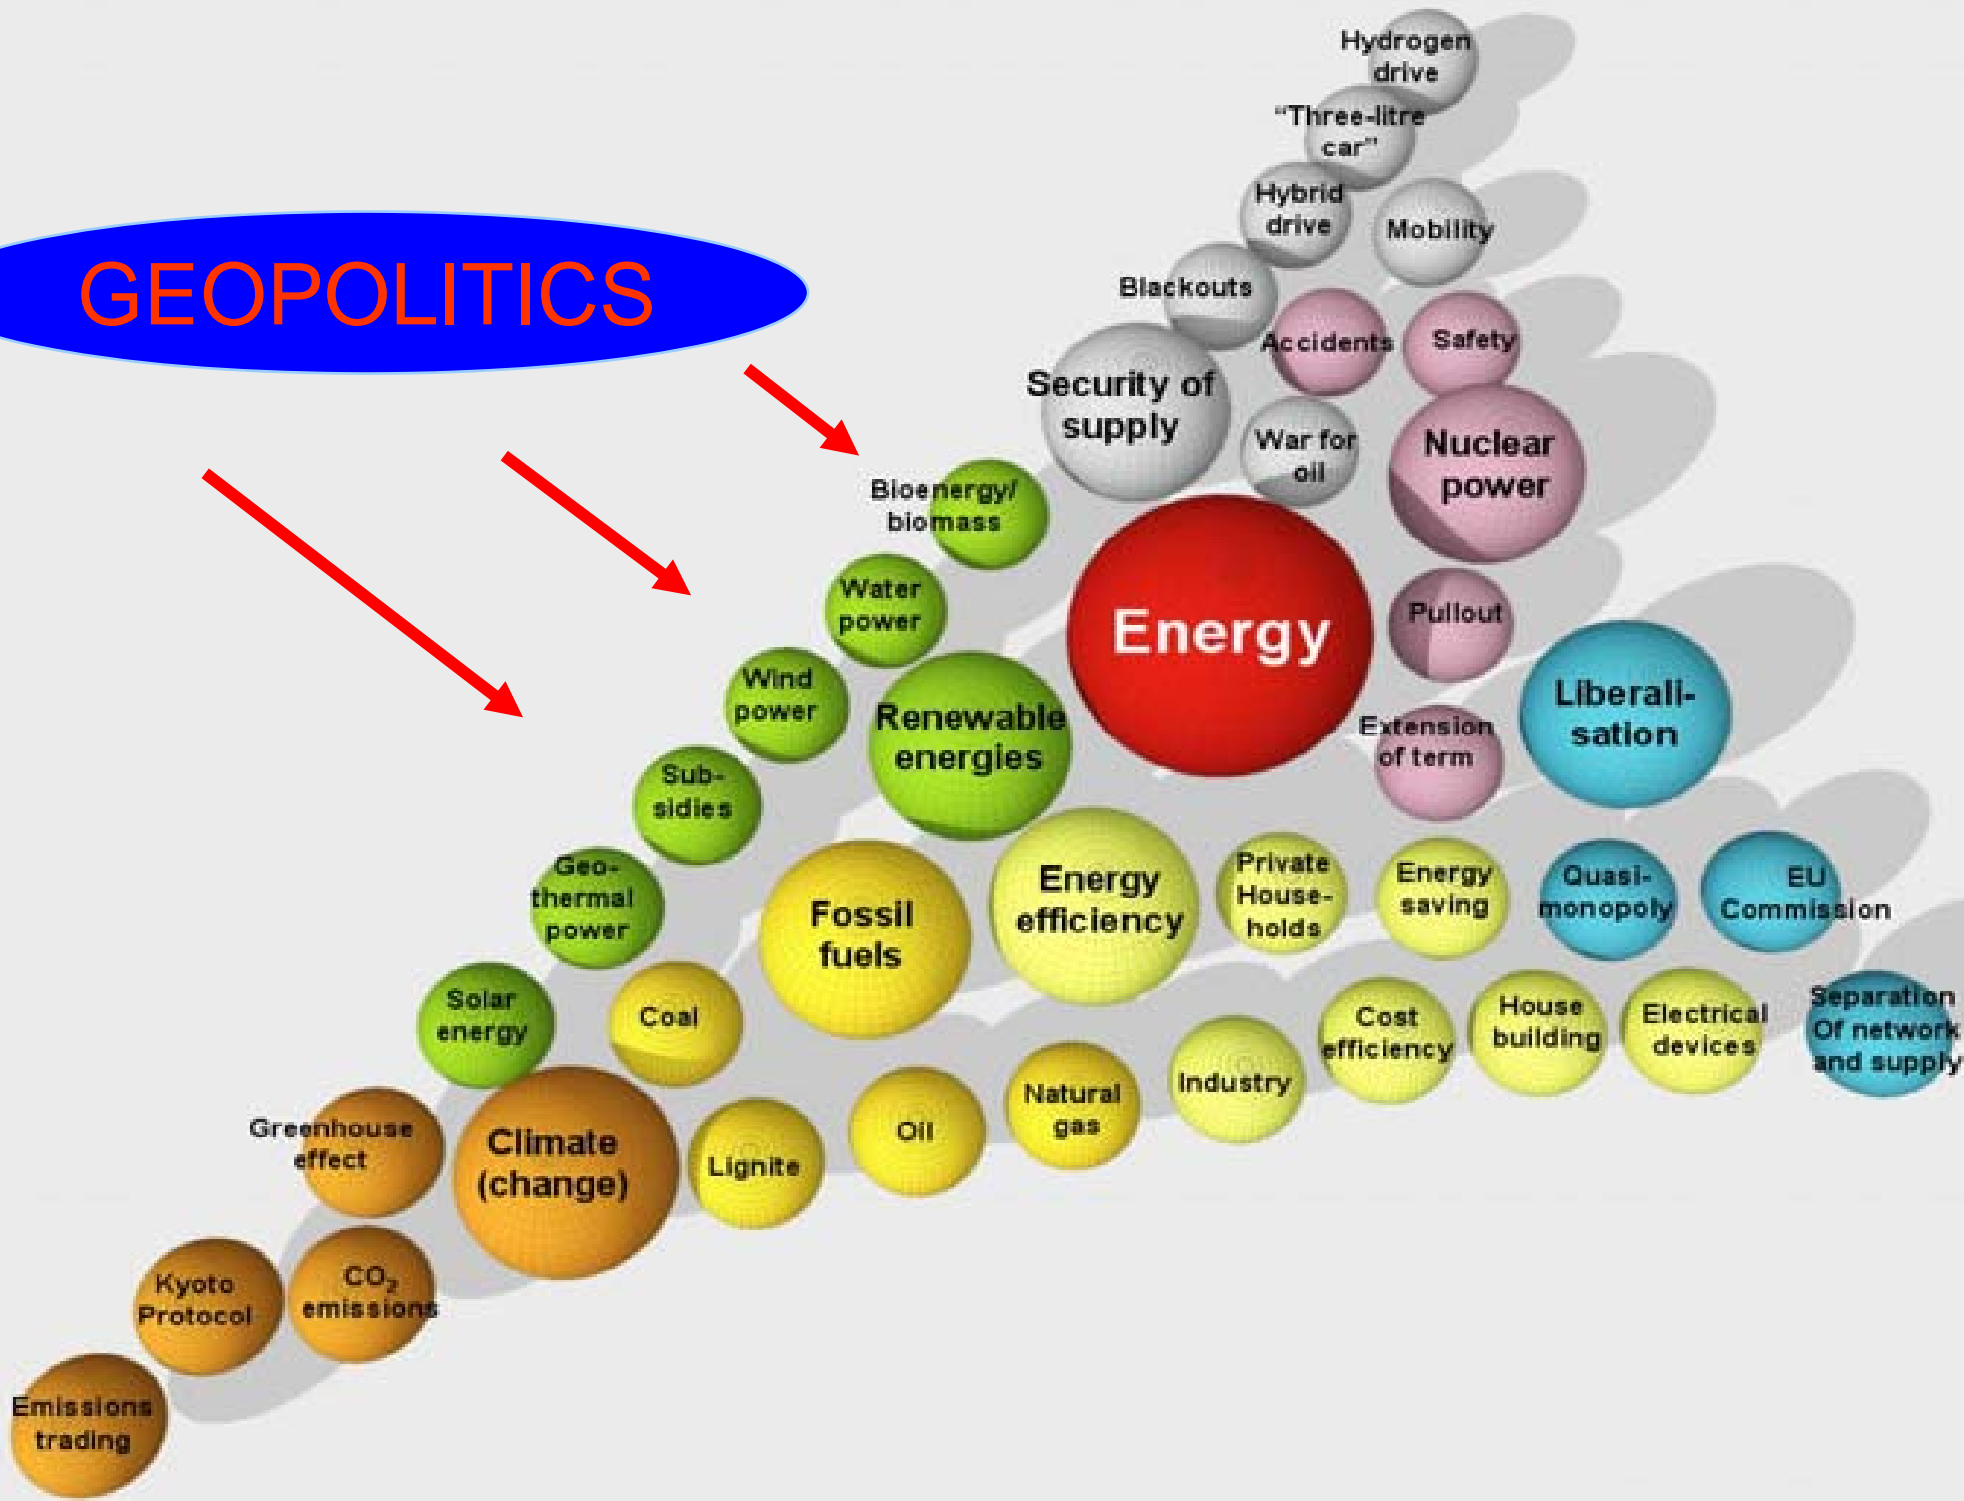 Hydrogen
drive
“Three-litre
car”
Hybrid
drive
Mobility
GEOPOLITICS
Blackouts
Accidents
Safety
Security of
supply
War for
oil
Nuclear
power
Bioenergy/
biomass
Water
power
Energy
Pullout
Wind
power
Renewable
energies
Liberali-
sation
Extension
of term
Sub-
sidies
Geo-
thermal
power
Fossil
fuels
Energy
efficiency
Private
House-
holds
Energy
saving
Quasi-
monopoly
EU
Commission
Solar
energy
Coal
Cost
efficiency
House
building
Electrical
devices
Separation
Of network
and supply
Greenhouse
effect
Climate
(change)
Lignite
Oil
Natural
gas
Industry
Kyoto
Protocol
CO₂
emissions
Emissions
trading